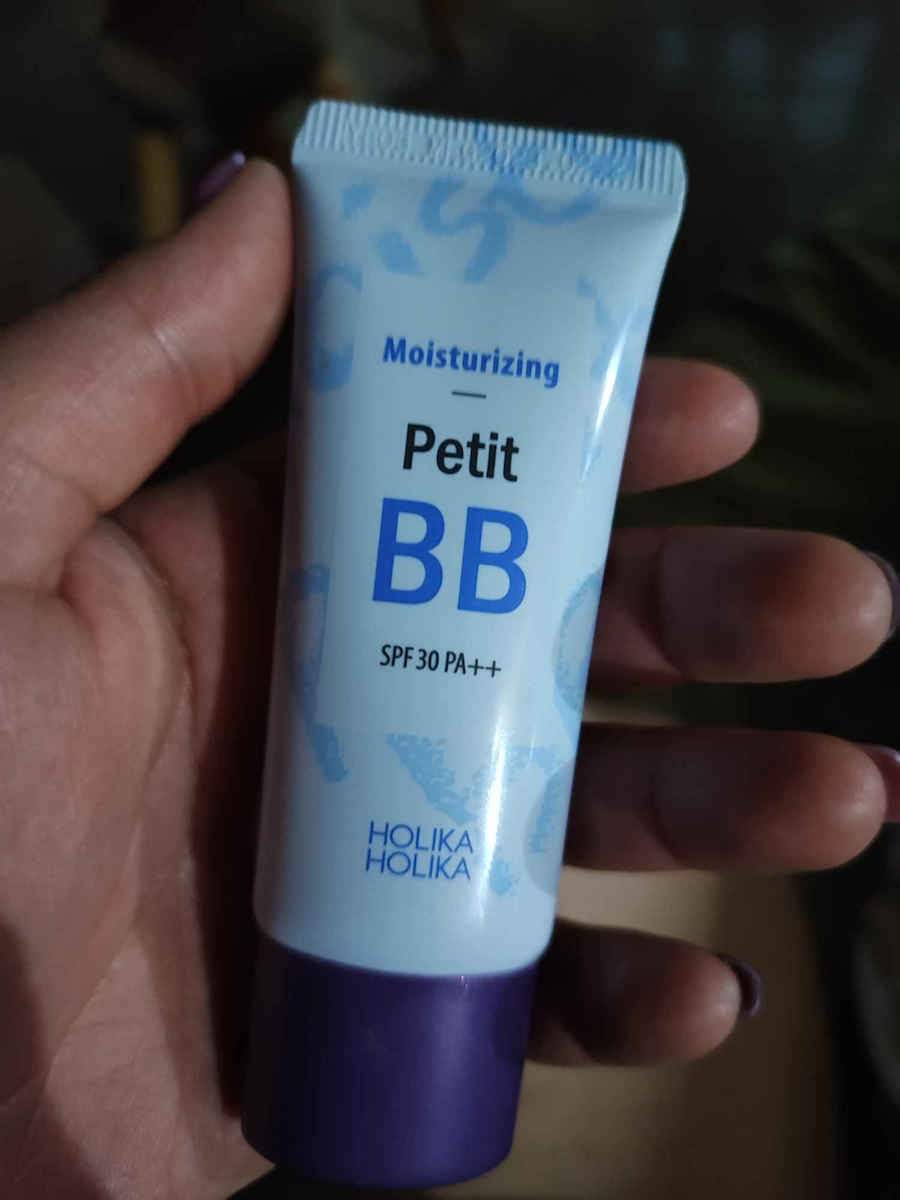 Moisturizing
Petit
BB
SPF 30 PA++
HOLIKA
HOLIKA